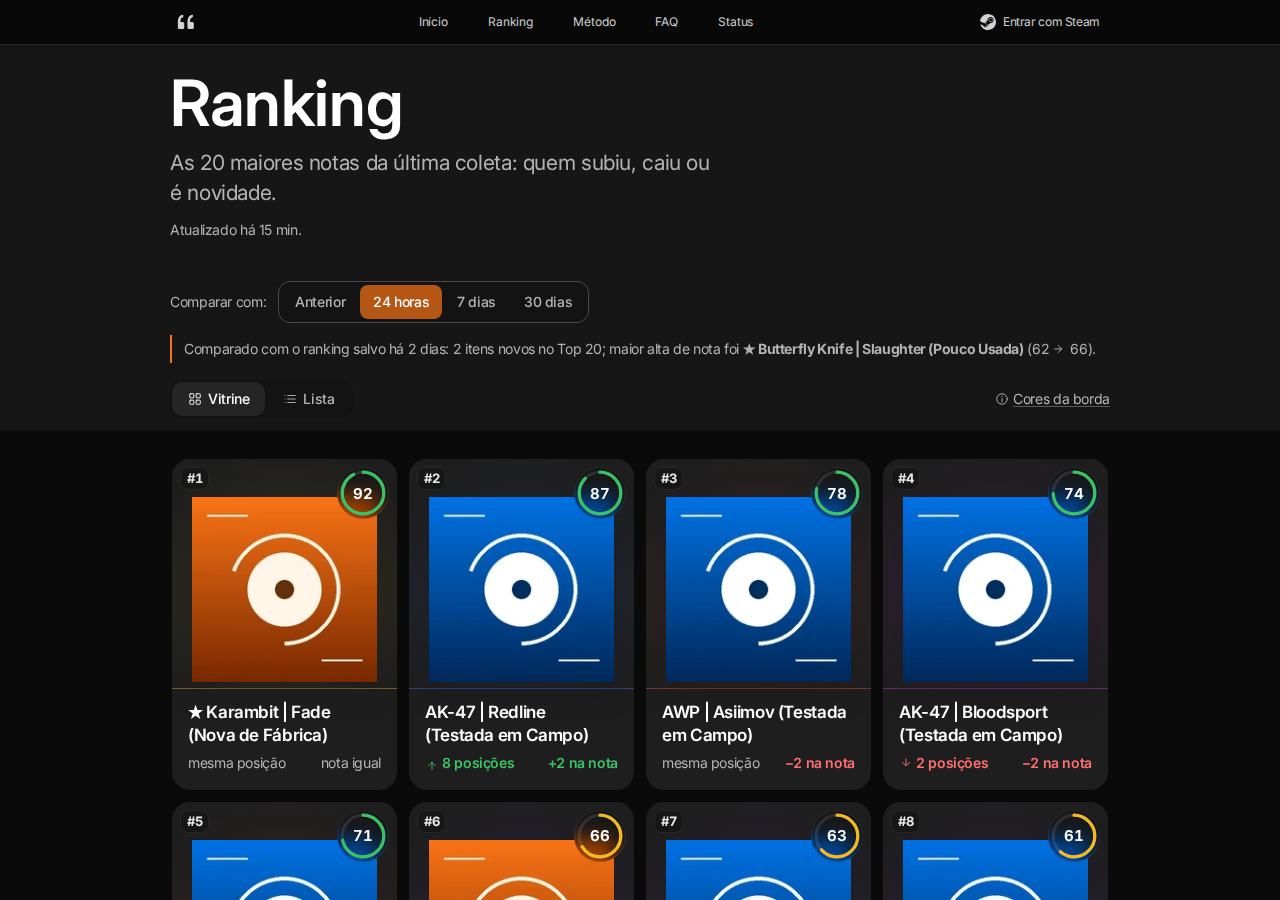 Início Ranking Método FAQ Status Entrar com Steam
Ranking
As 20 maiores notas da última coleta: quem subiu, caiu ou
é novidade.
Atualizado há 15 min.
Comparar com: Anterior 24 horas 7 dias 30 dias
Comparado com o ranking salvo há 2 dias: 2 itens novos no Top 20; maior alta de nota foi ★ Butterfly Knife | Slaughter (Pouco Usada) (62 → 66).
Vitrine Lista Cores da borda
#1 92 #2 87 #3 78 #4 74
★ Karambit | Fade
(Nova de Fábrica)
mesma posição nota igual
AK-47 | Redline
(Testada em Campo)
↑ 8 posições +2 na nota
AWP | Asiimov (Testada
em Campo)
mesma posição −2 na nota
AK-47 | Bloodsport
(Testada em Campo)
↓ 2 posições −2 na nota
#5 71 #6 66 #7 63 #8 61